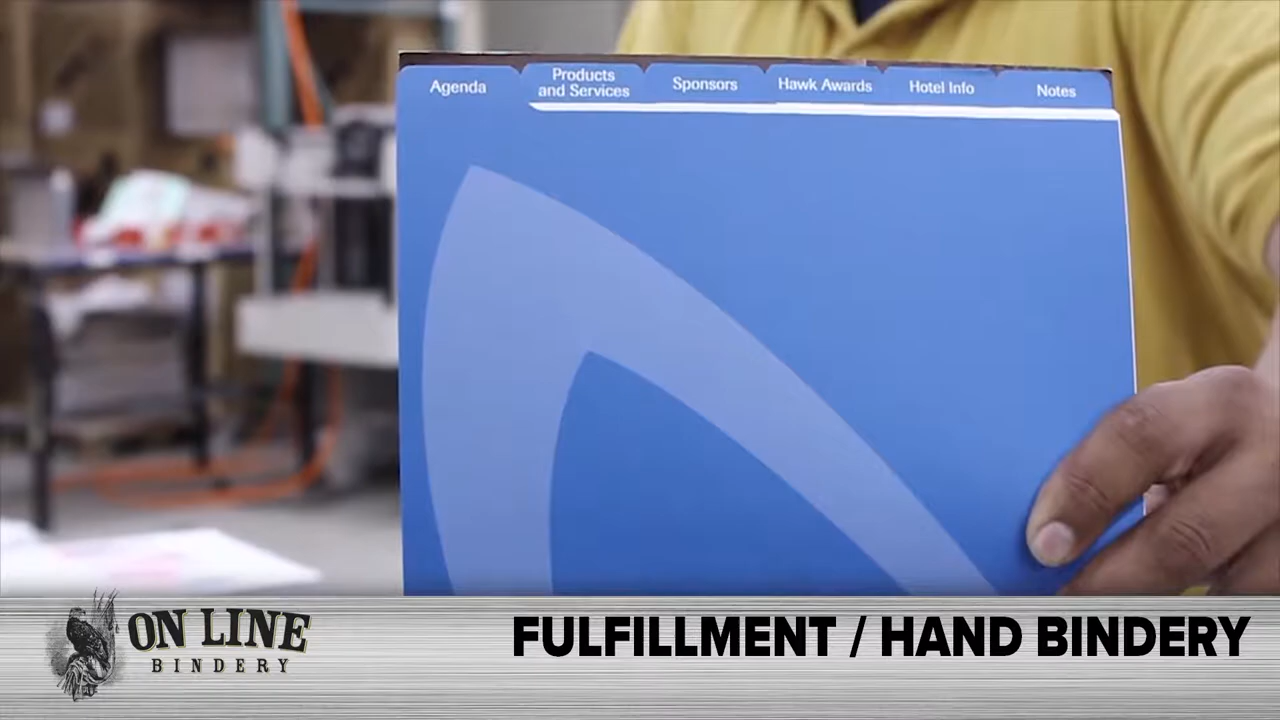 Agenda
Products
and Services
Sponsors
Hawk Awards
Hotel Info
Notes
ON LINE
BINDERY
FULFILLMENT / HAND BINDERY